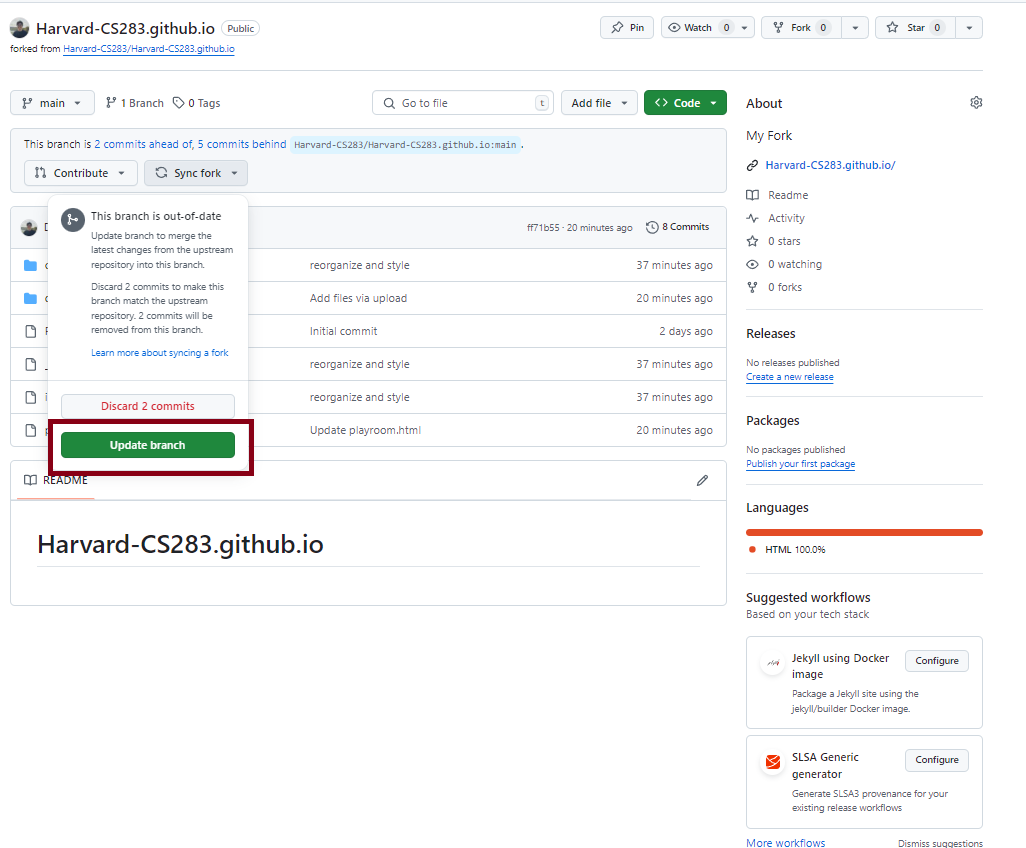 Harvard-CS283.github.io Public Pin Watch 0 Fork 0 Star 0
forked from Harvard-CS283/Harvard-CS283.github.io
main 1 Branch 0 Tags Go to file t Add file Code
This branch is 2 commits ahead of, 5 commits behind Harvard-CS283/Harvard-CS283.github.io:main .
Contribute Sync fork
This branch is out-of-date
Update branch to merge the
latest changes from the upstream
repository into this branch.
Discard 2 commits to make this
branch match the upstream
repository. 2 commits will be
removed from this branch.
Learn more about syncing a fork
Discard 2 commits
Update branch
ff71b55 · 20 minutes ago 8 Commits
reorganize and style 37 minutes ago
Add files via upload 20 minutes ago
Initial commit 2 days ago
reorganize and style 37 minutes ago
reorganize and style 37 minutes ago
Update playroom.html 20 minutes ago
README
Harvard-CS283.github.io
About
My Fork
Harvard-CS283.github.io/
Readme
Activity
0 stars
0 watching
0 forks
Releases
No releases published
Create a new release
Packages
No packages published
Publish your first package
Languages
HTML 100.0%
Suggested workflows
Based on your tech stack
Jekyll using Docker
image
Configure
Package a Jekyll site using the
jekyll/builder Docker image.
SLSA Generic
generator
Configure
Generate SLSA3 provenance for your
existing release workflows
More workflows Dismiss suggestions